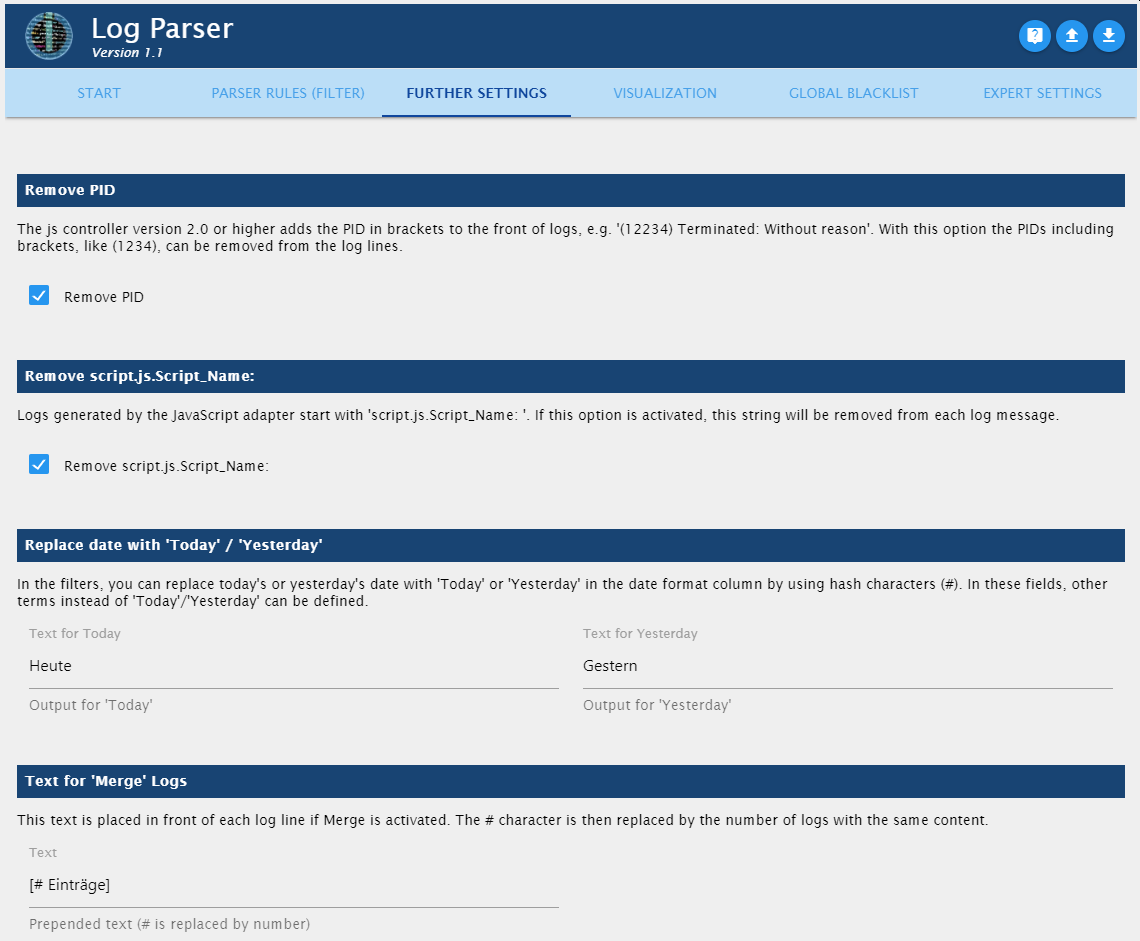 Log Parser
Version 1.1
START PARSER RULES (FILTER) FURTHER SETTINGS VISUALIZATION GLOBAL BLACKLIST EXPERT SETTINGS
Remove PID
The js controller version 2.0 or higher adds the PID in brackets to the front of logs, e.g. '(12234) Terminated: Without reason'. With this option the PIDs including
brackets, like (1234), can be removed from the log lines.
Remove PID
Remove script.js.Script_Name:
Logs generated by the JavaScript adapter start with 'script.js.Script_Name: '. If this option is activated, this string will be removed from each log message.
Remove script.js.Script_Name:
Replace date with 'Today' / 'Yesterday'
In the filters, you can replace today's or yesterday's date with 'Today' or 'Yesterday' in the date format column by using hash characters (#). In these fields, other
terms instead of 'Today'/'Yesterday' can be defined.
Text for Today Text for Yesterday
Heute Gestern
Output for 'Today' Output for 'Yesterday'
Text for 'Merge' Logs
This text is placed in front of each log line if Merge is activated. The # character is then replaced by the number of logs with the same content.
Text
[# Einträge]
Prepended text (# is replaced by number)